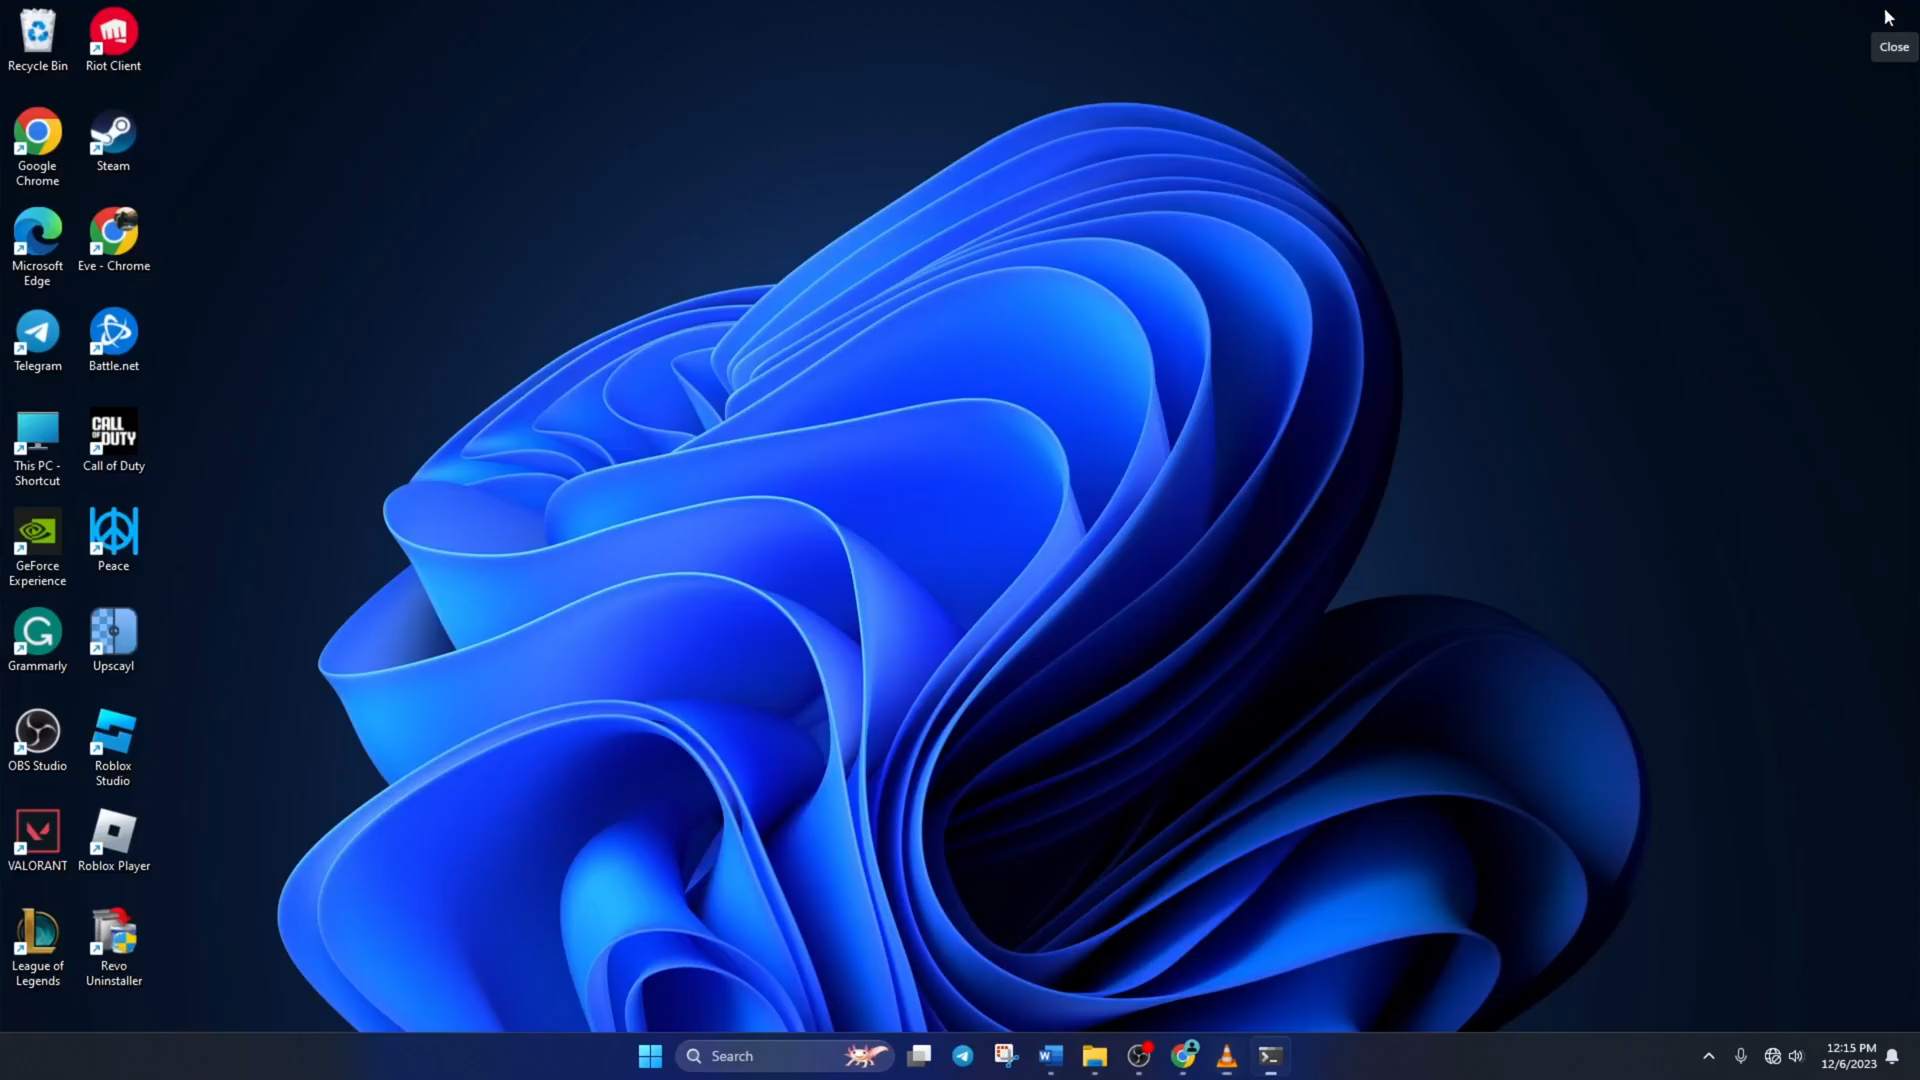 Recycle Bin
Riot Client
Close
Google
Chrome
Steam
Microsoft
Edge
Eve - Chrome
Telegram
Battle.net
CALL
OF DUTY
This PC -
Shortcut
Call of Duty
GeForce
Experience
Peace
Grammarly
Upscayl
OBS Studio
Roblox
Studio
VALORANT
Roblox Player
League of
Legends
Revo
Uninstaller
Search
12:15 PM
12/6/2023